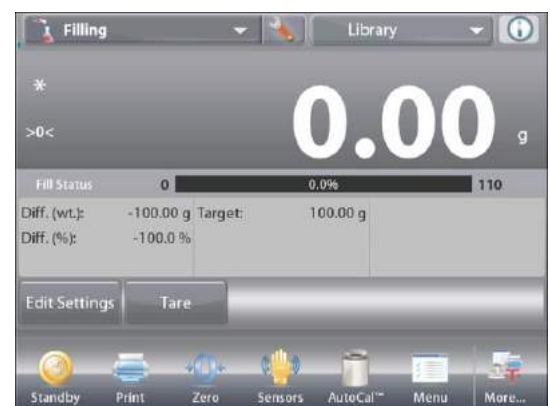 Filling Library
*
>0<
0.00 g
Fill Status 0 0.0% 110
Diff. (wt.): -100.00 g Target: 100.00 g
Diff. (%): -100.0 %
Edit Settings Tare
Standby Print Zero Sensors AutoCal™ Menu More...